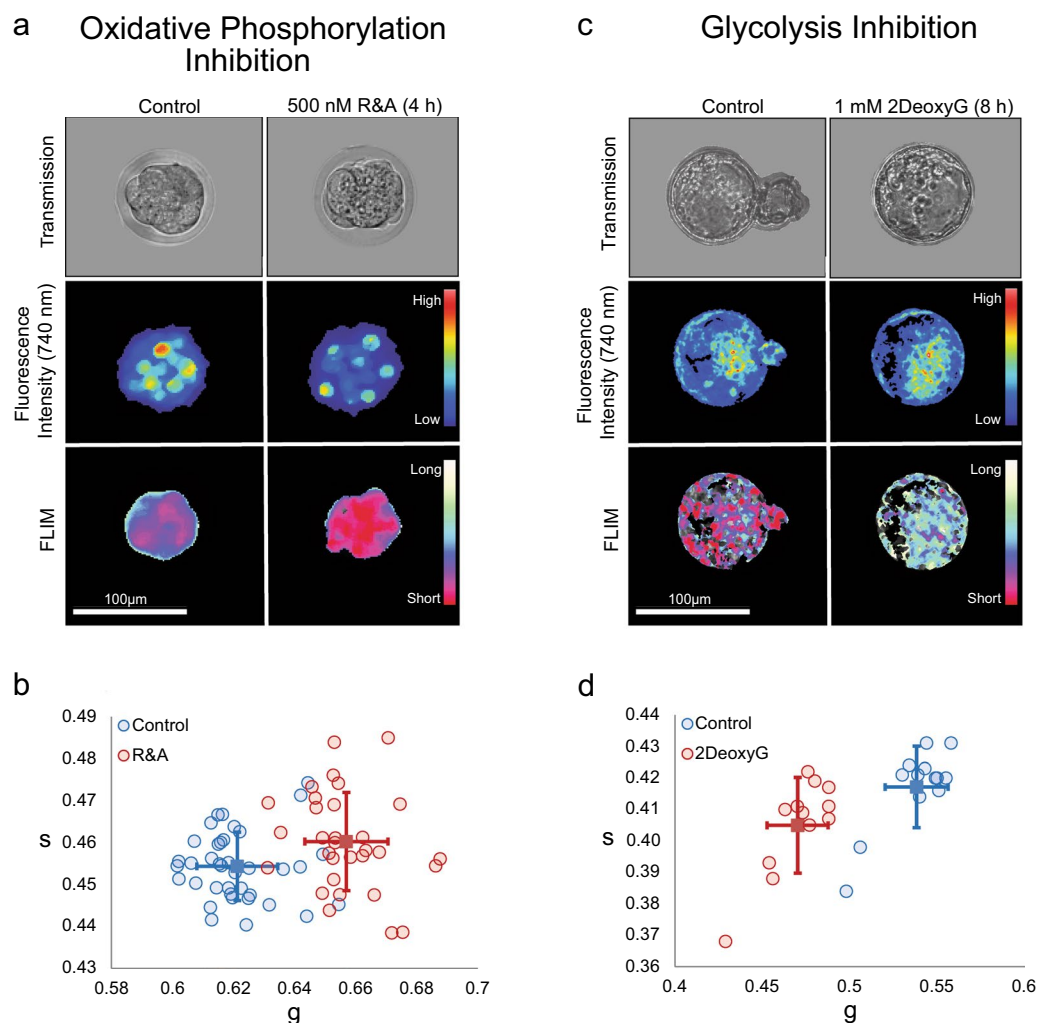 a
Oxidative Phosphorylation
Inhibition
Control
500 nM R&A (4 h)
Transmission
Fluorescence
Intensity (740 nm)
High
Low
FLIM
Long
Short
100µm
c
Glycolysis Inhibition
Control
1 mM 2DeoxyG (8 h)
Transmission
Fluorescence
Intensity (740 nm)
High
Low
FLIM
Long
Short
100µm
b
0.49
0.48
0.47
0.46
0.45
0.44
0.43
s
Control
R&A
0.58
0.6
0.62
0.64
0.66
0.68
0.7
g
d
0.44
0.43
0.42
0.41
0.40
0.39
0.38
0.37
0.36
s
Control
2DeoxyG
0.4
0.45
0.5
0.55
0.6
g